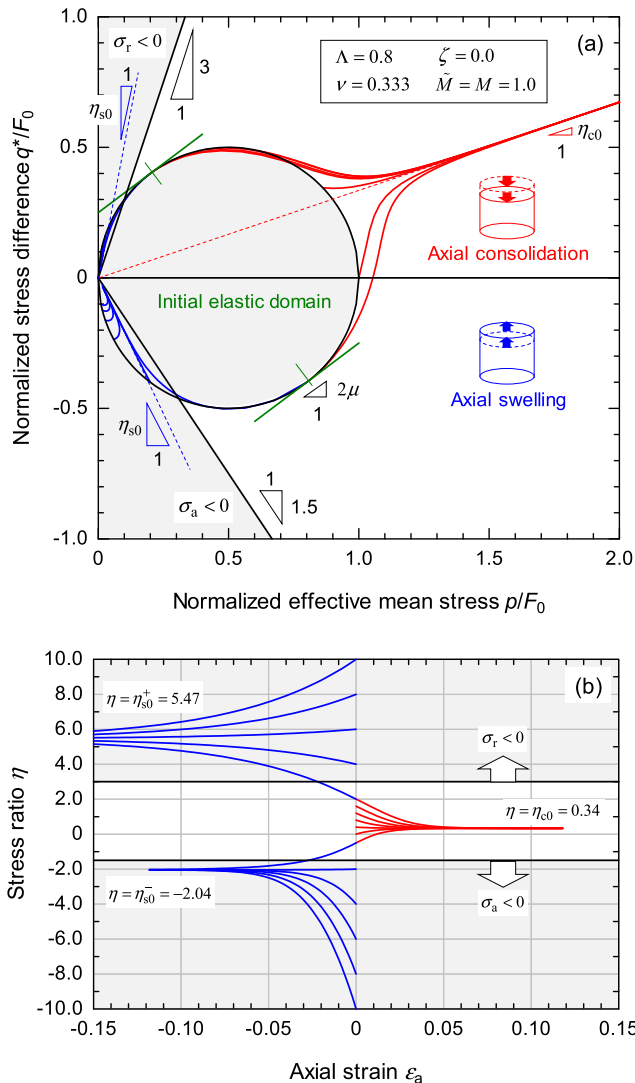 1.0
0.5
0
-0.5
-1.0
Normalized stress difference q*/F₀
σr < 0
1
ηs0
3
1
(a)
Λ = 0.8 ζ = 0.0
ν = 0.333 M̃ = M = 1.0
ηc0
1
Axial consolidation
Initial elastic domain
Axial swelling
2μ
1
ηs0
1
σa < 0
1
1.5
0 0.5 1.0 1.5 2.0
Normalized effective mean stress p/F₀
10.0
8.0
6.0
4.0
2.0
0
-2.0
-4.0
-6.0
-8.0
-10.0
Stress ratio η
(b)
η = ηs0⁺ = 5.47
σr < 0
η = ηc0 = 0.34
η = ηs0⁻ = −2.04
σa < 0
-0.15 -0.10 -0.05 0 0.05 0.10 0.15
Axial strain εa